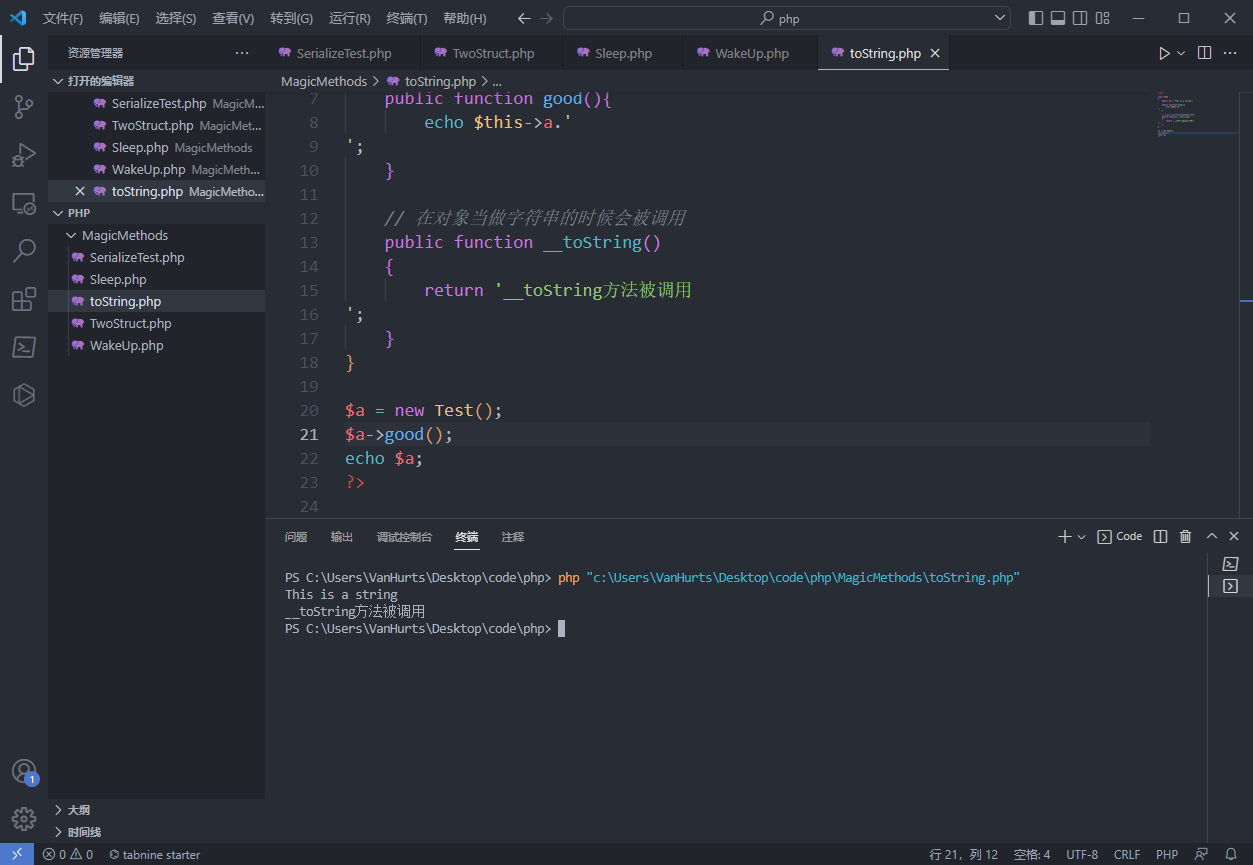 文件(F) 编辑(E) 选择(S) 查看(V) 转到(G) 运行(R) 终端(T) 帮助(H) php
资源管理器 ...
SerializeTest.php TwoStruct.php Sleep.php WakeUp.php toString.php
打开的编辑器
SerializeTest.php MagicM...
TwoStruct.php MagicMet...
Sleep.php MagicMethods
WakeUp.php MagicMeth...
toString.php MagicMetho...
PHP
MagicMethods
SerializeTest.php
Sleep.php
toString.php
TwoStruct.php
WakeUp.php
大纲
时间线
MagicMethods > toString.php > ...
7 public function good(){
8 echo $this->a.'
9 ';
10 }
11
12 // 在对象当做字符串的时候会被调用
13 public function __toString()
14 {
15 return '__toString方法被调用
16 ';
17 }
18 }
19
20 $a = new Test();
21 $a->good();
22 echo $a;
23 ?>
24
问题 输出 调试控制台 终端 注释 Code
PS C:\Users\VanHurts\Desktop\code\php> php "c:\Users\VanHurts\Desktop\code\php\MagicMethods\toString.php"
This is a string
__toString方法被调用
PS C:\Users\VanHurts\Desktop\code\php>
1
0 0 tabnine starter 行 21，列 12 空格: 4 UTF-8 CRLF PHP